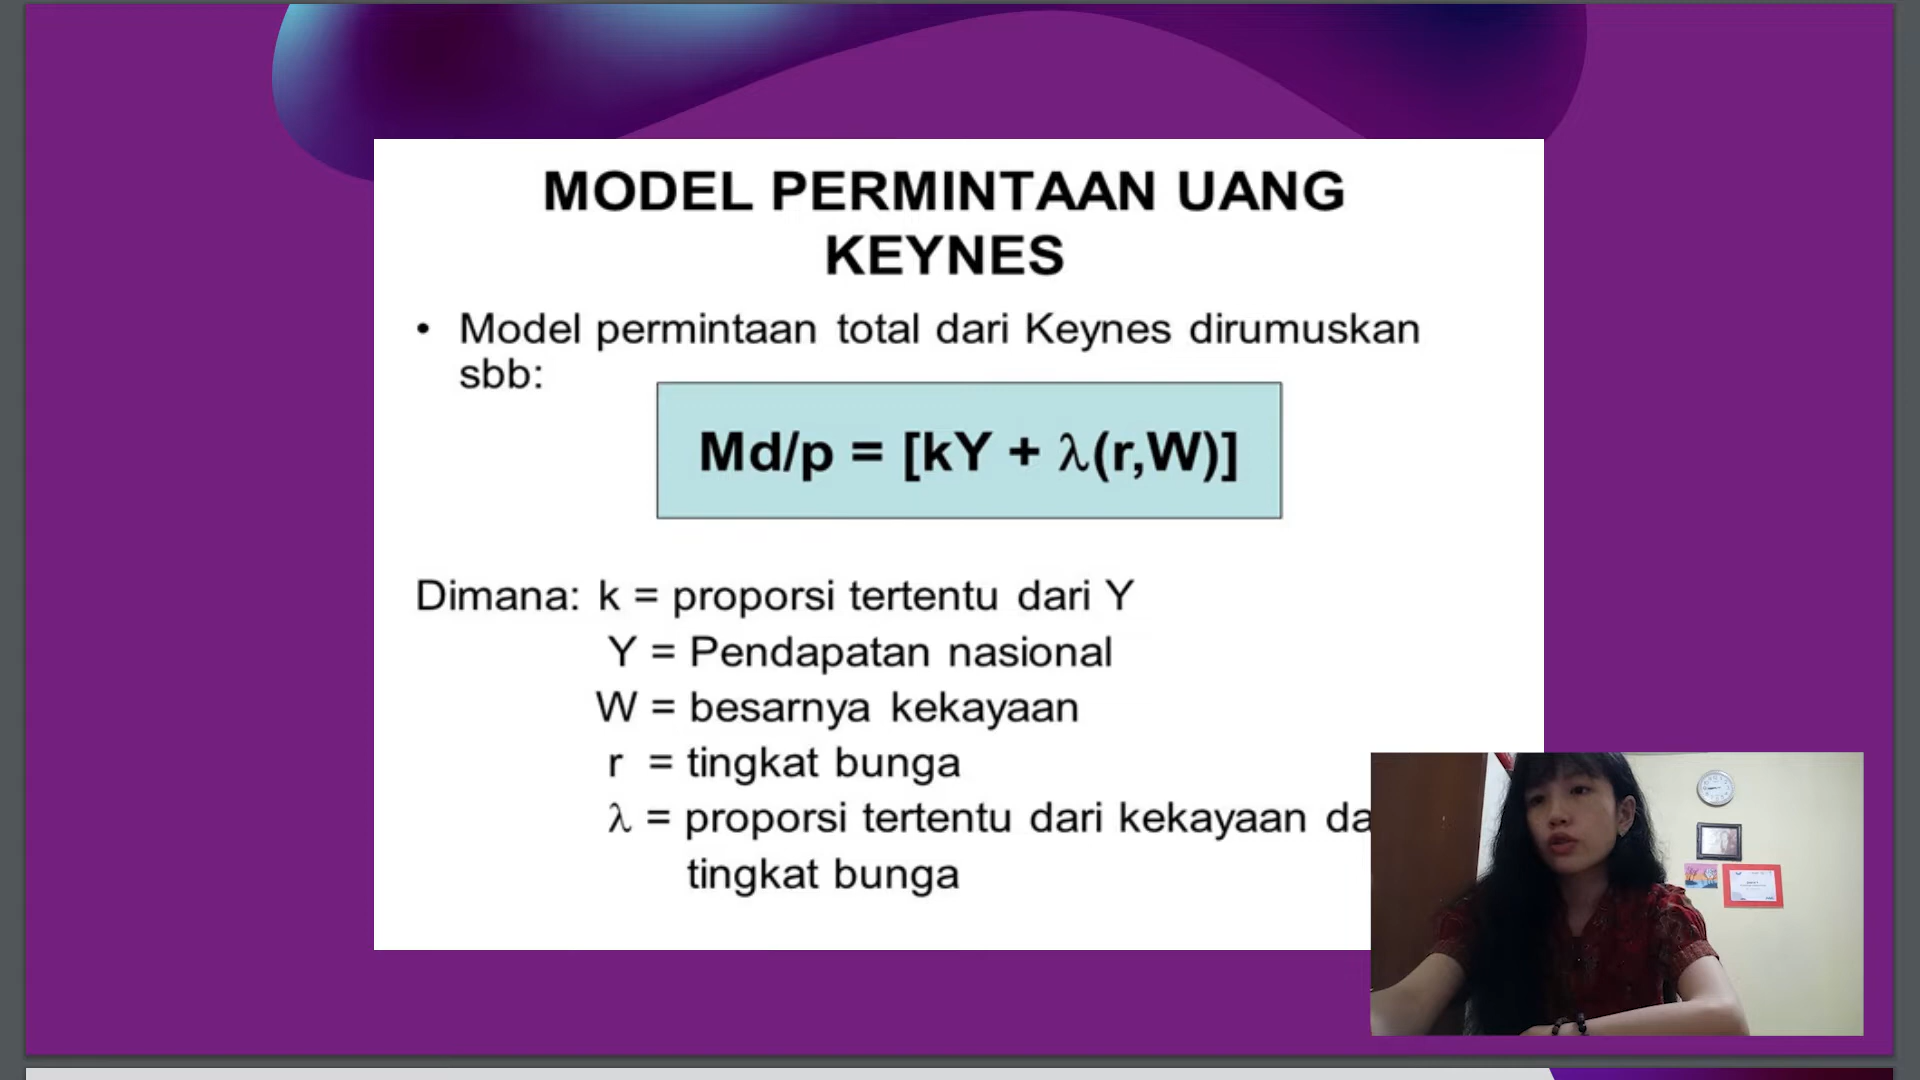 MODEL PERMINTAAN UANG
KEYNES
• Model permintaan total dari Keynes dirumuskan
sbb:
Md/p = [kY + λ(r,W)]
Dimana: k = proporsi tertentu dari Y
Y = Pendapatan nasional
W = besarnya kekayaan
r = tingkat bunga
λ = proporsi tertentu dari kekayaan da
tingkat bunga